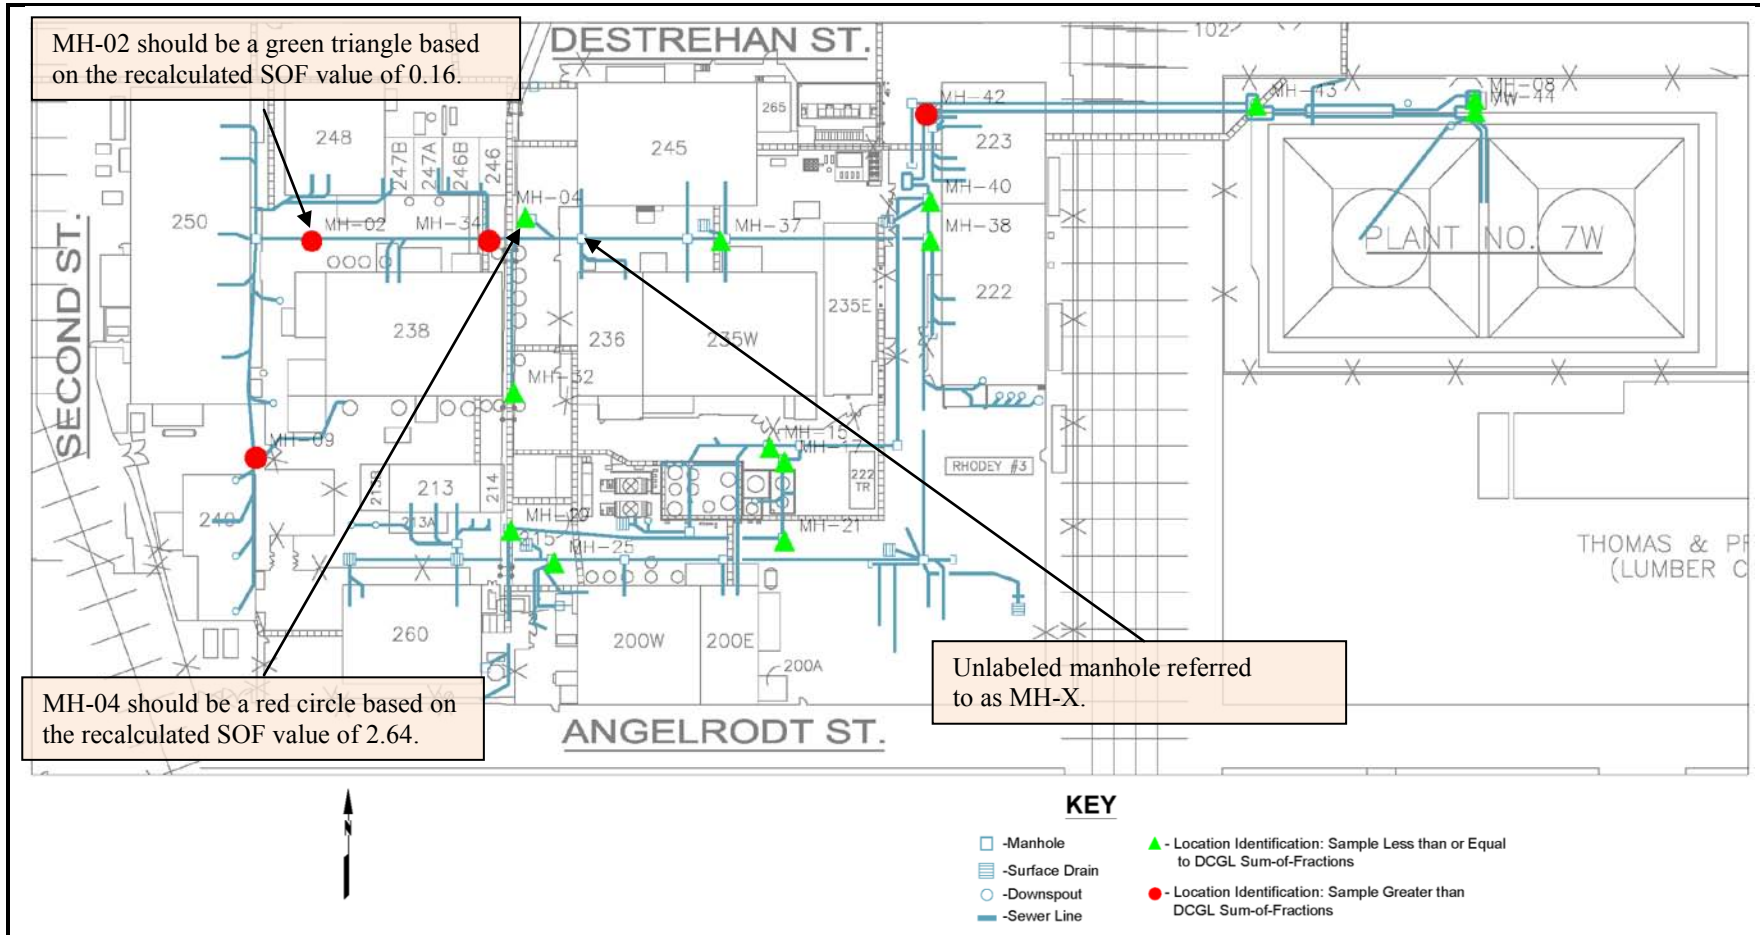 MH-02 should be a green triangle based
on the recalculated SOF value of 0.16.
DESTREHAN ST.
102
MH-43
MH-08
MW-44
MH-42
265
248
247B
247A
246B
246
245
223
MH-40
250
MH-02
MH-34
MH-04
MH-37
MH-38
PLANT NO. 7W
SECOND ST.
238
236
235W
235E
222
MH-32
MH-09
MH-15
MH-17
RHODEY #3
213
214
222
TR
240
213A
MH-29
215
MH-25
MH-21
THOMAS & PR
(LUMBER C
260
200W
200E
200A
Unlabeled manhole referred
to as MH-X.
MH-04 should be a red circle based on
the recalculated SOF value of 2.64.
ANGELRODT ST.
N
KEY
-Manhole
-Surface Drain
-Downspout
-Sewer Line
- Location Identification: Sample Less than or Equal
to DCGL Sum-of-Fractions
- Location Identification: Sample Greater than
DCGL Sum-of-Fractions